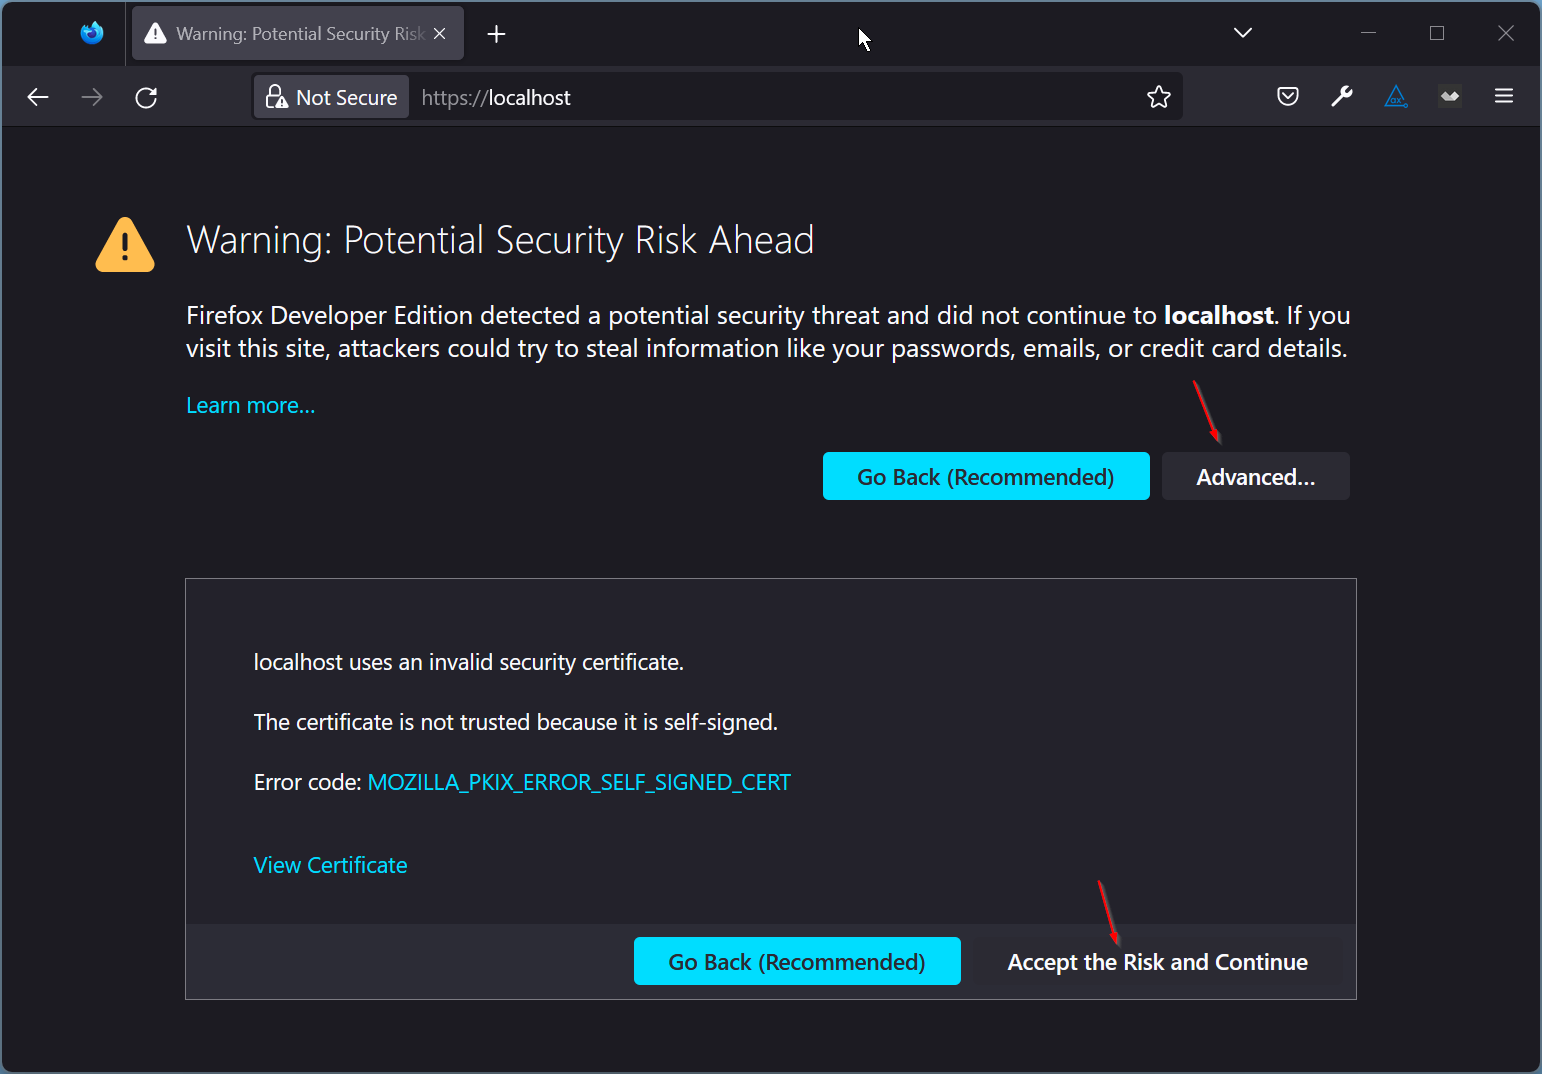 Warning: Potential Security Risk
Not Secure
https://localhost
Warning: Potential Security Risk Ahead
Firefox Developer Edition detected a potential security threat and did not continue to localhost. If you
visit this site, attackers could try to steal information like your passwords, emails, or credit card details.
Learn more...
Go Back (Recommended)
Advanced...
localhost uses an invalid security certificate.
The certificate is not trusted because it is self-signed.
Error code: MOZILLA_PKIX_ERROR_SELF_SIGNED_CERT
View Certificate
Go Back (Recommended)
Accept the Risk and Continue